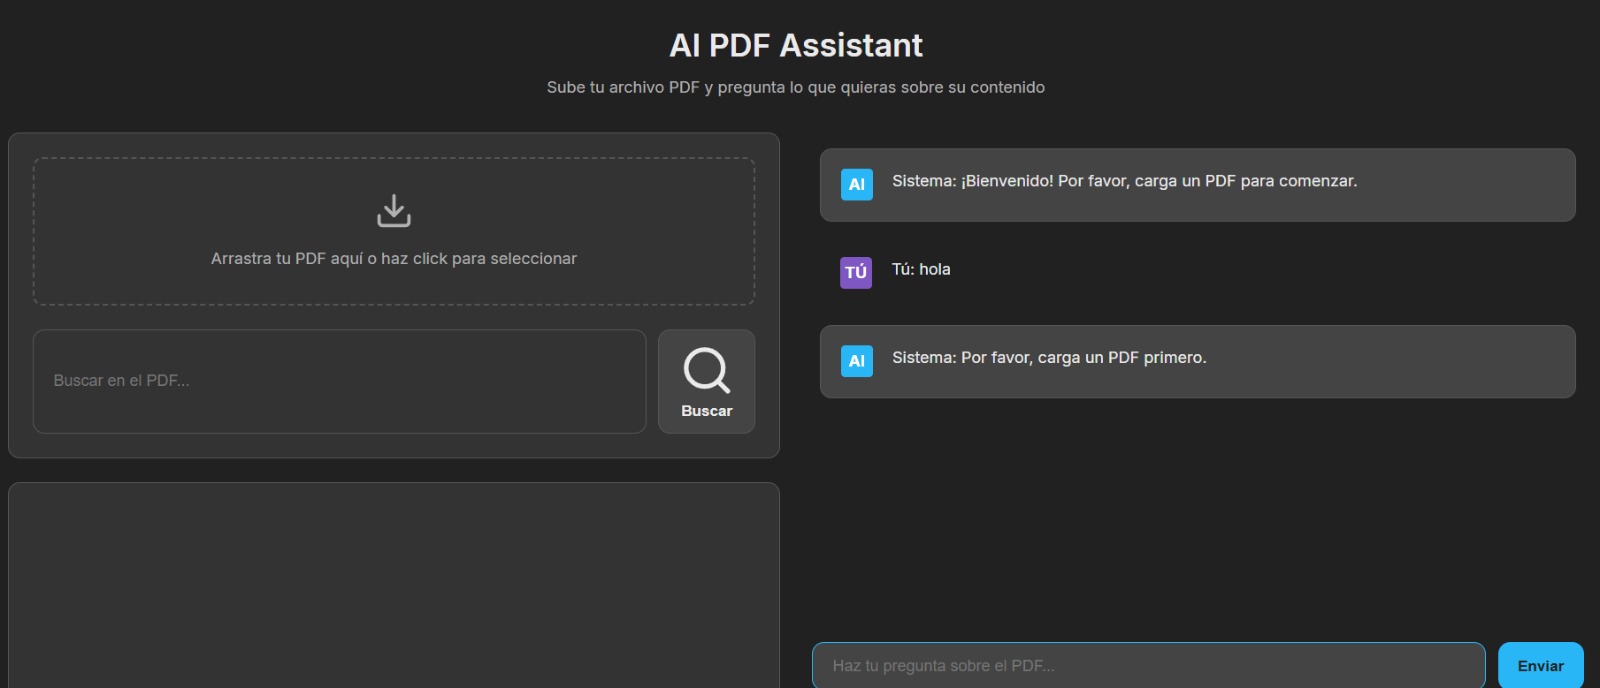 AI PDF Assistant
Sube tu archivo PDF y pregunta lo que quieras sobre su contenido
Arrastra tu PDF aquí o haz click para seleccionar
Buscar en el PDF...
Buscar
AI
Sistema: ¡Bienvenido! Por favor, carga un PDF para comenzar.
TÚ
Tú: hola
AI
Sistema: Por favor, carga un PDF primero.
Haz tu pregunta sobre el PDF...
Enviar